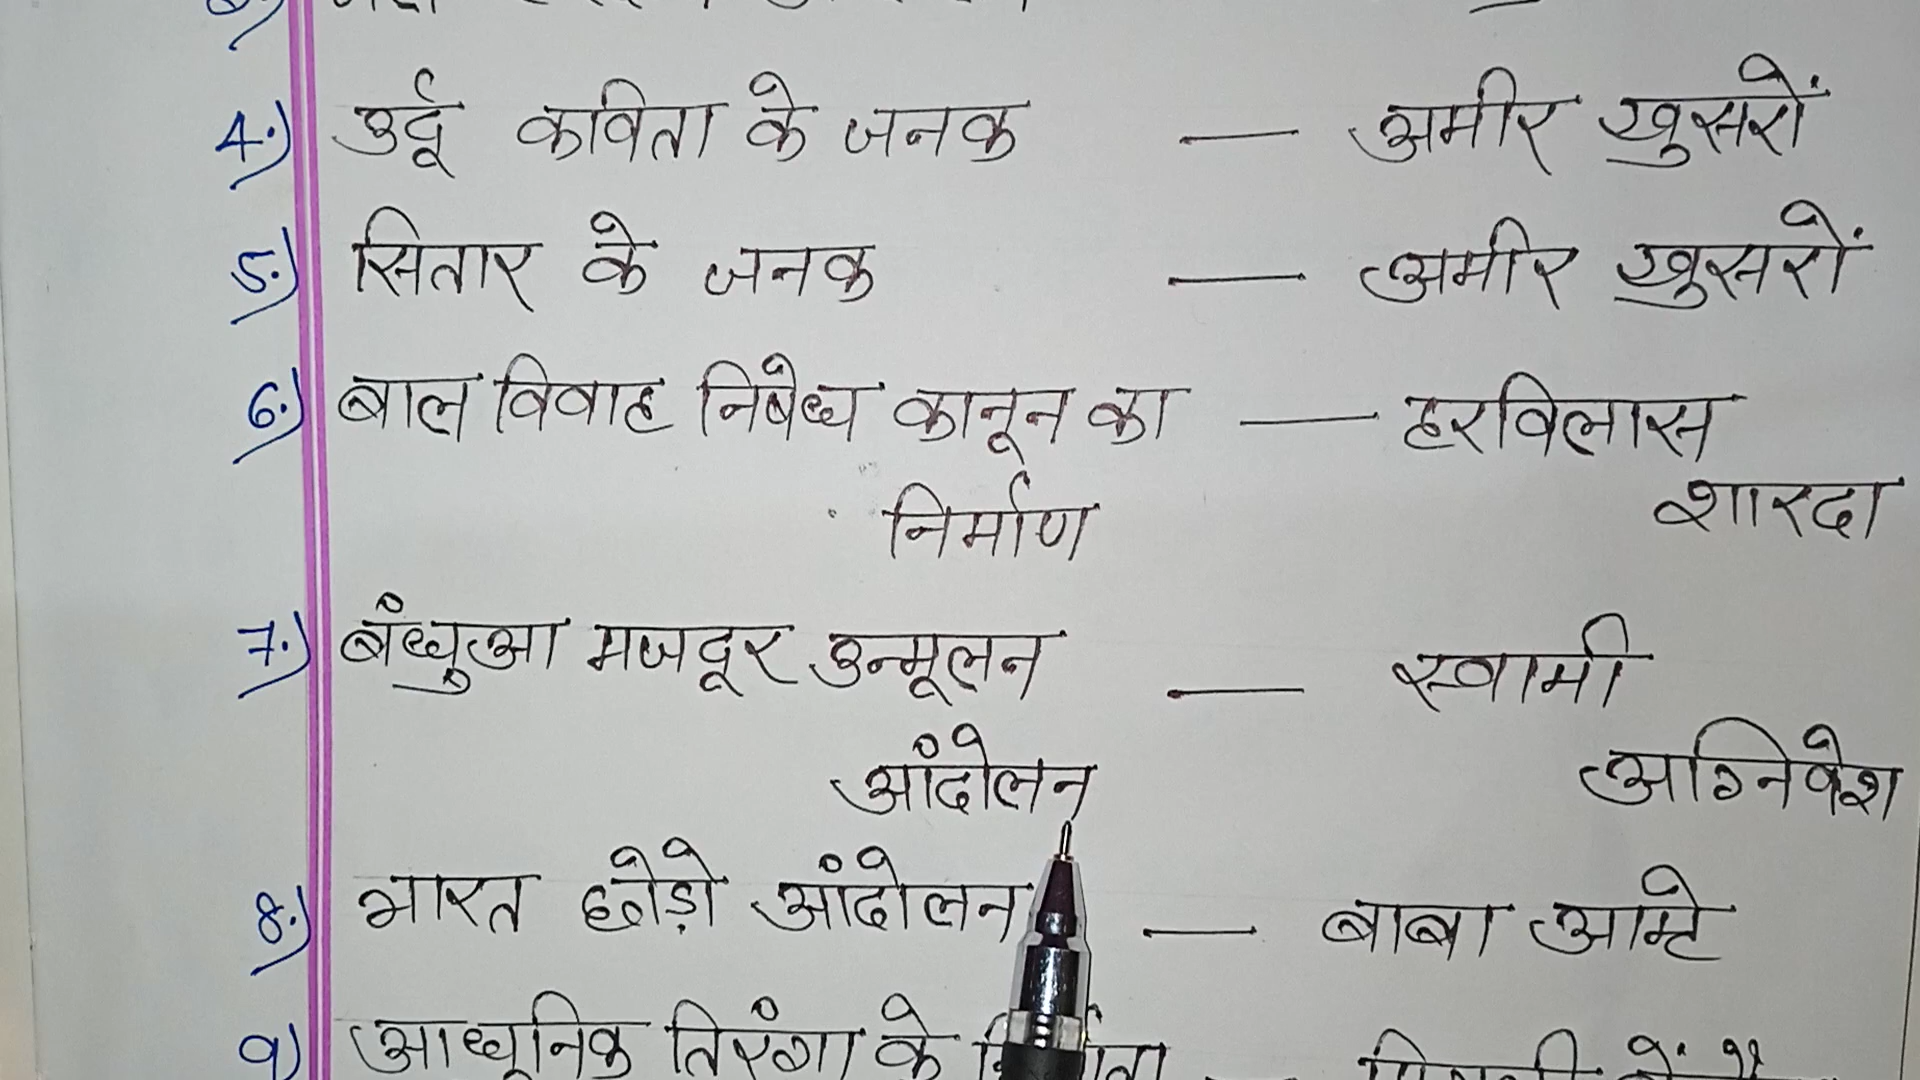 4.) उर्दू कविता के जनक — अमीर खुसरों
5.) सितार के जनक — अमीर खुसरों
6.) बाल विवाह निषेध कानून का — हरविलास
निर्माण शारदा
7.) बंधुआ मजदूर उन्मूलन — स्वामी
आंदोलन अग्निवेश
8.) भारत छोड़ो आंदोलन — बाबा आम्टे
9) आधूनिक तिरंगा के